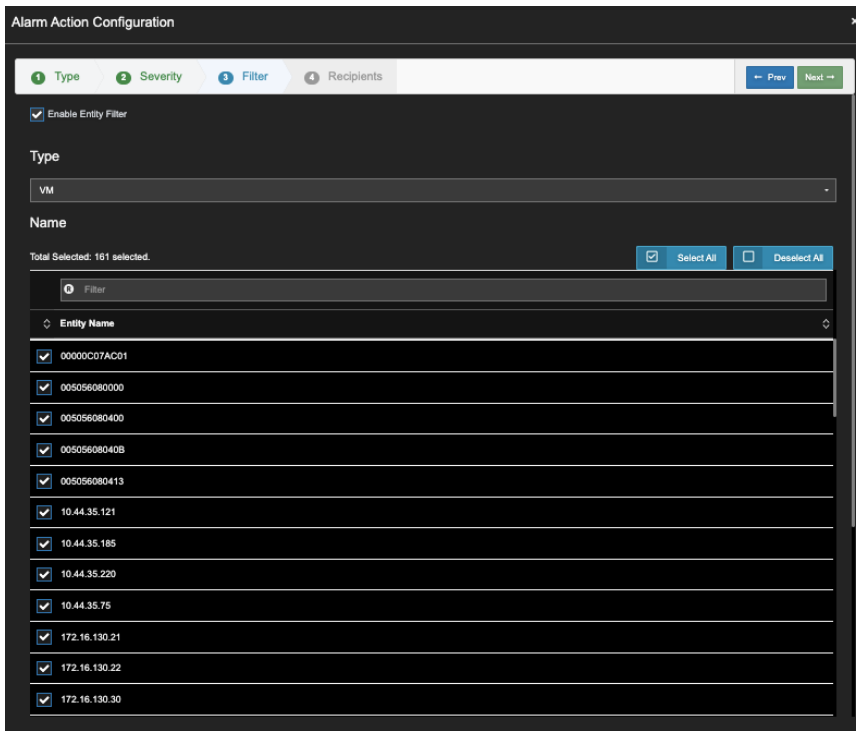 Alarm Action Configuration
×
1 Type 2 Severity 3 Filter 4 Recipients ← Prev Next →
Enable Entity Filter
Type
VM
Name
Total Selected: 161 selected. Select All Deselect All
R Filter
Entity Name
00000C07AC01
005056080000
005056080400
00505608040B
005056080413
10.44.35.121
10.44.35.185
10.44.35.220
10.44.35.75
172.16.130.21
172.16.130.22
172.16.130.30